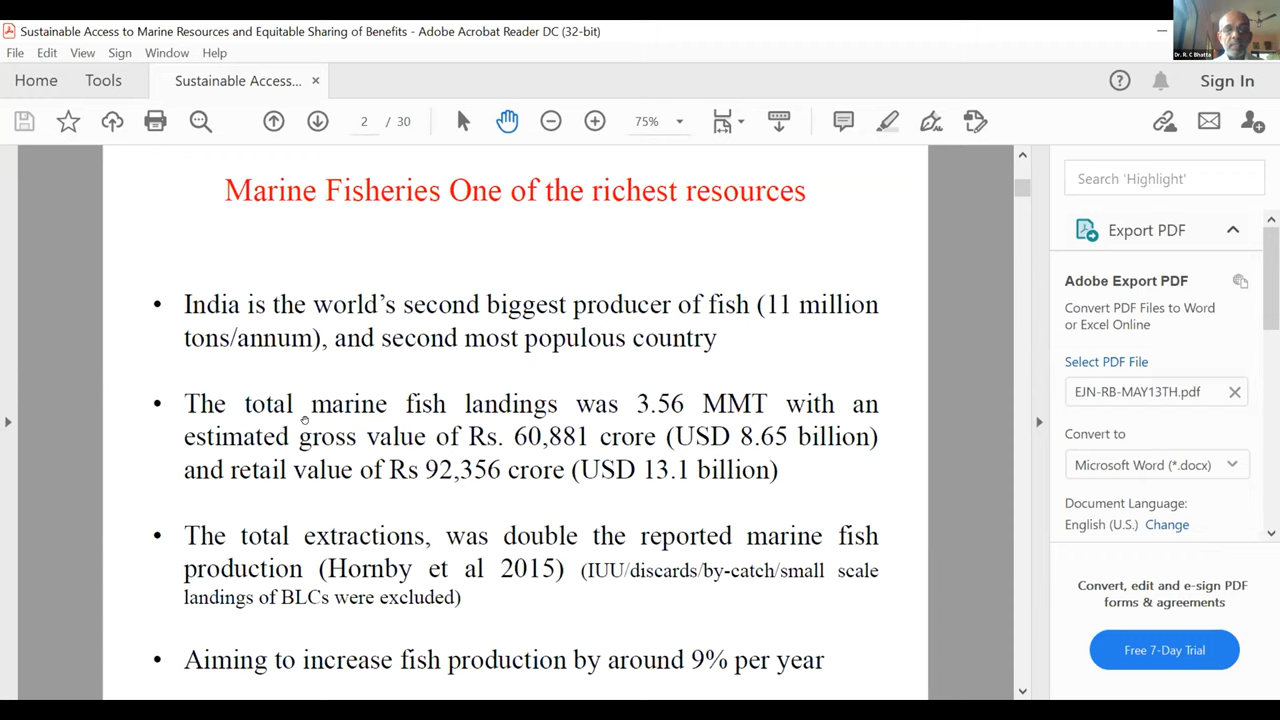 Sustainable Access to Marine Resources and Equitable Sharing of Benefits - Adobe Acrobat Reader DC (32-bit)
File Edit View Sign Window Help
Home Tools Sustainable Access... ×
Sign In
2 / 30 75%
Dr. R. C Bhatta
Marine Fisheries One of the richest resources
• India is the world's second biggest producer of fish (11 million
tons/annum), and second most populous country
• The total marine fish landings was 3.56 MMT with an
estimated gross value of Rs. 60,881 crore (USD 8.65 billion)
and retail value of Rs 92,356 crore (USD 13.1 billion)
• The total extractions, was double the reported marine fish
production (Hornby et al 2015) (IUU/discards/by-catch/small scale
landings of BLCs were excluded)
• Aiming to increase fish production by around 9% per year
Search 'Highlight'
Export PDF
Adobe Export PDF
Convert PDF Files to Word
or Excel Online
Select PDF File
EJN-RB-MAY13TH.pdf
Convert to
Microsoft Word (*.docx)
Document Language:
English (U.S.) Change
Convert, edit and e-sign PDF
forms & agreements
Free 7-Day Trial